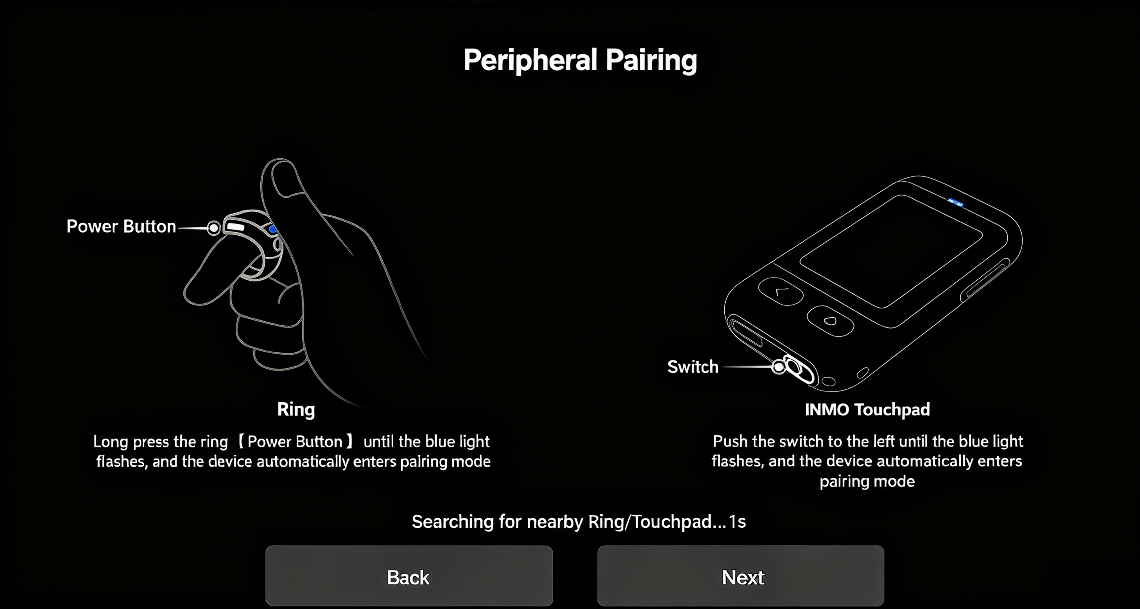 Peripheral Pairing
Power Button
Switch
Ring
Long press the ring【Power Button】until the blue light
flashes, and the device automatically enters pairing mode
INMO Touchpad
Push the switch to the left until the blue light
flashes, and the device automatically enters
pairing mode
Searching for nearby Ring/Touchpad...1s
Back
Next